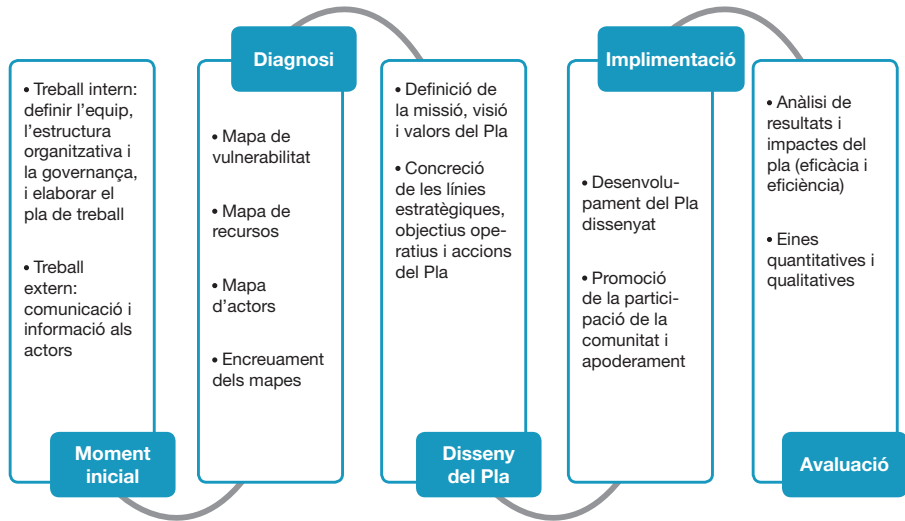 • Treball intern:
definir l’equip,
l’estructura
organitzativa i
la governança,
i elaborar el
pla de treball
• Treball
extern:
comunicació i
informació als
actors
Moment
inicial
Diagnosi
• Mapa de
vulnerabilitat
• Mapa de
recursos
• Mapa
d’actors
• Encreuament
dels mapes
• Definició de
la missió, visió
i valors del Pla
• Concreció
de les línies
estratègiques,
objectius ope-
ratius i accions
del Pla
Disseny
del Pla
Implimentació
• Desenvolu-
pament del Pla
dissenyat
• Promoció
de la partici-
pació de la
comunitat i
apoderament
• Anàlisi de
resultats i
impactes del
pla (eficàcia i
eficiència)
• Eines
quantitatives i
qualitatives
Avaluació